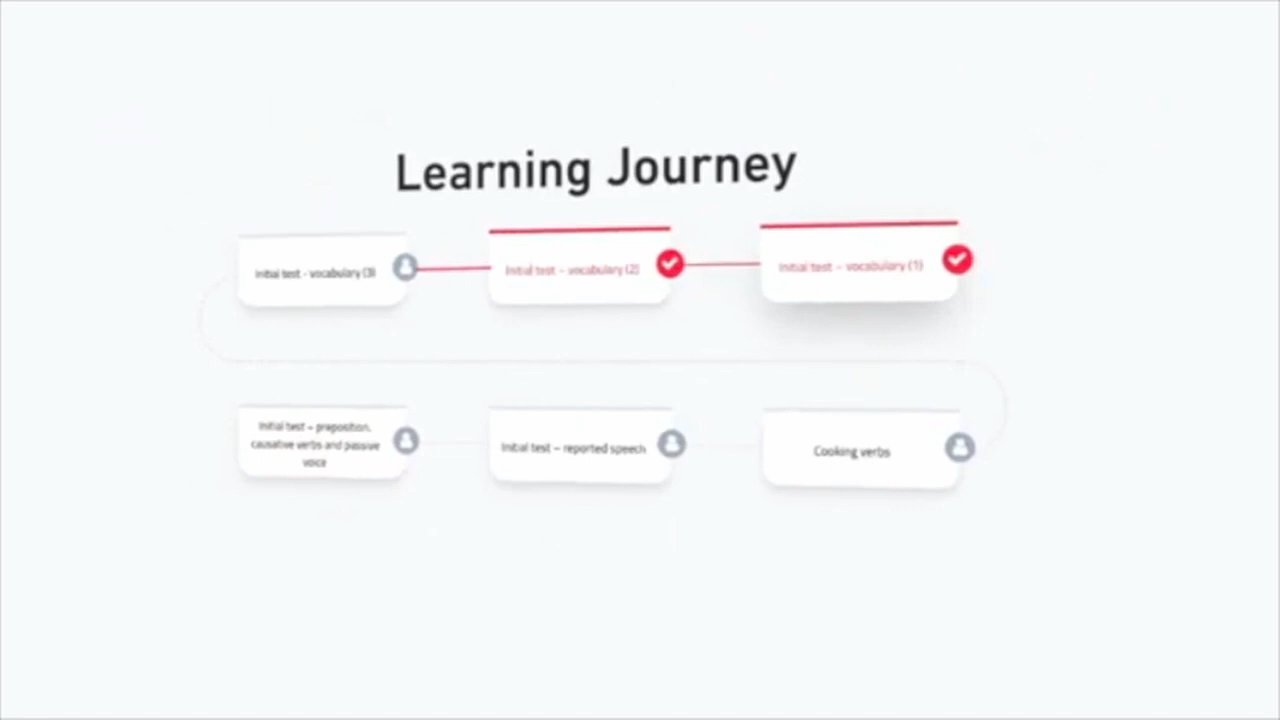 Learning Journey
Initial test - vocabulary (3)
Initial test - vocabulary (2)
Initial test - vocabulary (1)
Initial test - preposition,
causative verbs and passive
voice
Initial test - reported speech
Cooking verbs